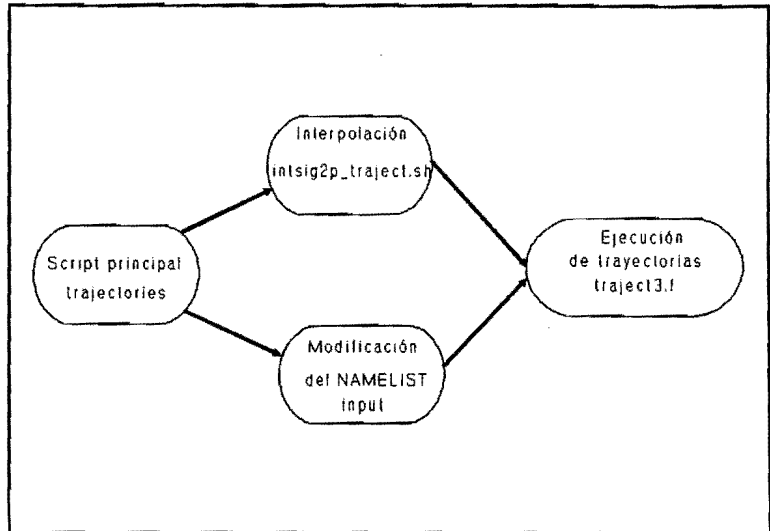 Interpolación
intsig2p_traject.sh
Script principal
trajectories
Ejecución
de trayectorias
traject3.f
Modificación
del NAMELIST
input